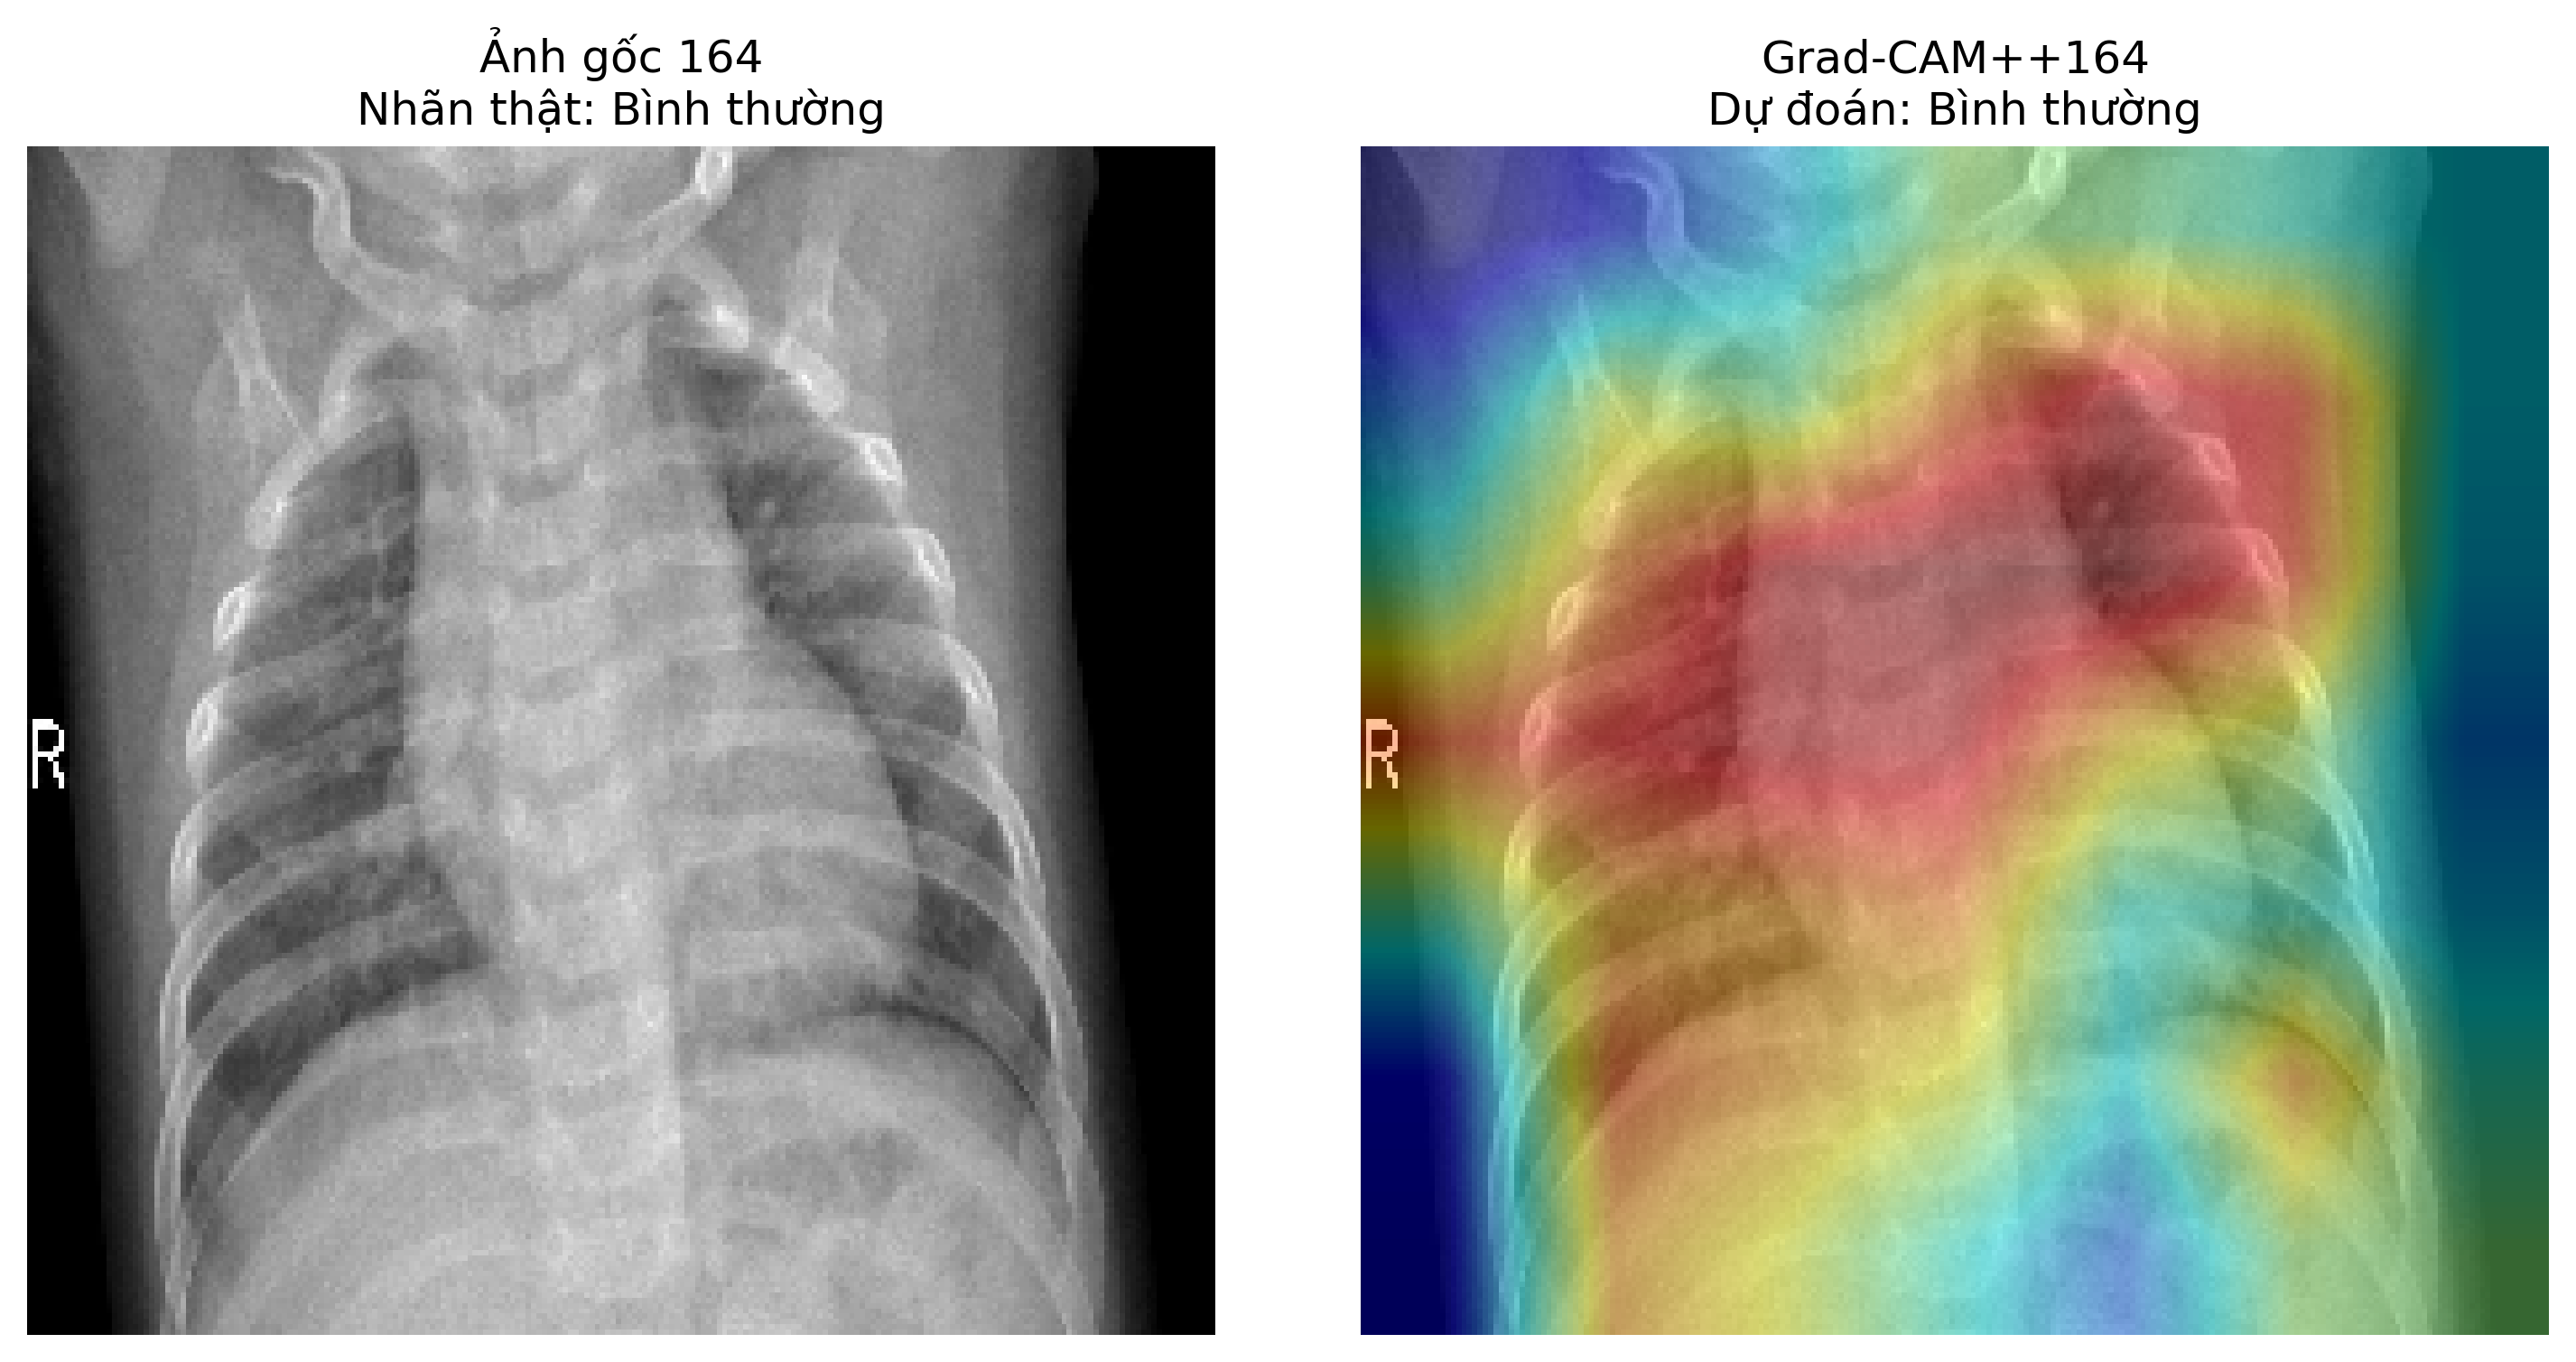 Ảnh gốc 164
Nhãn thật: Bình thường
Grad-CAM++164
Dự đoán: Bình thường
R
R